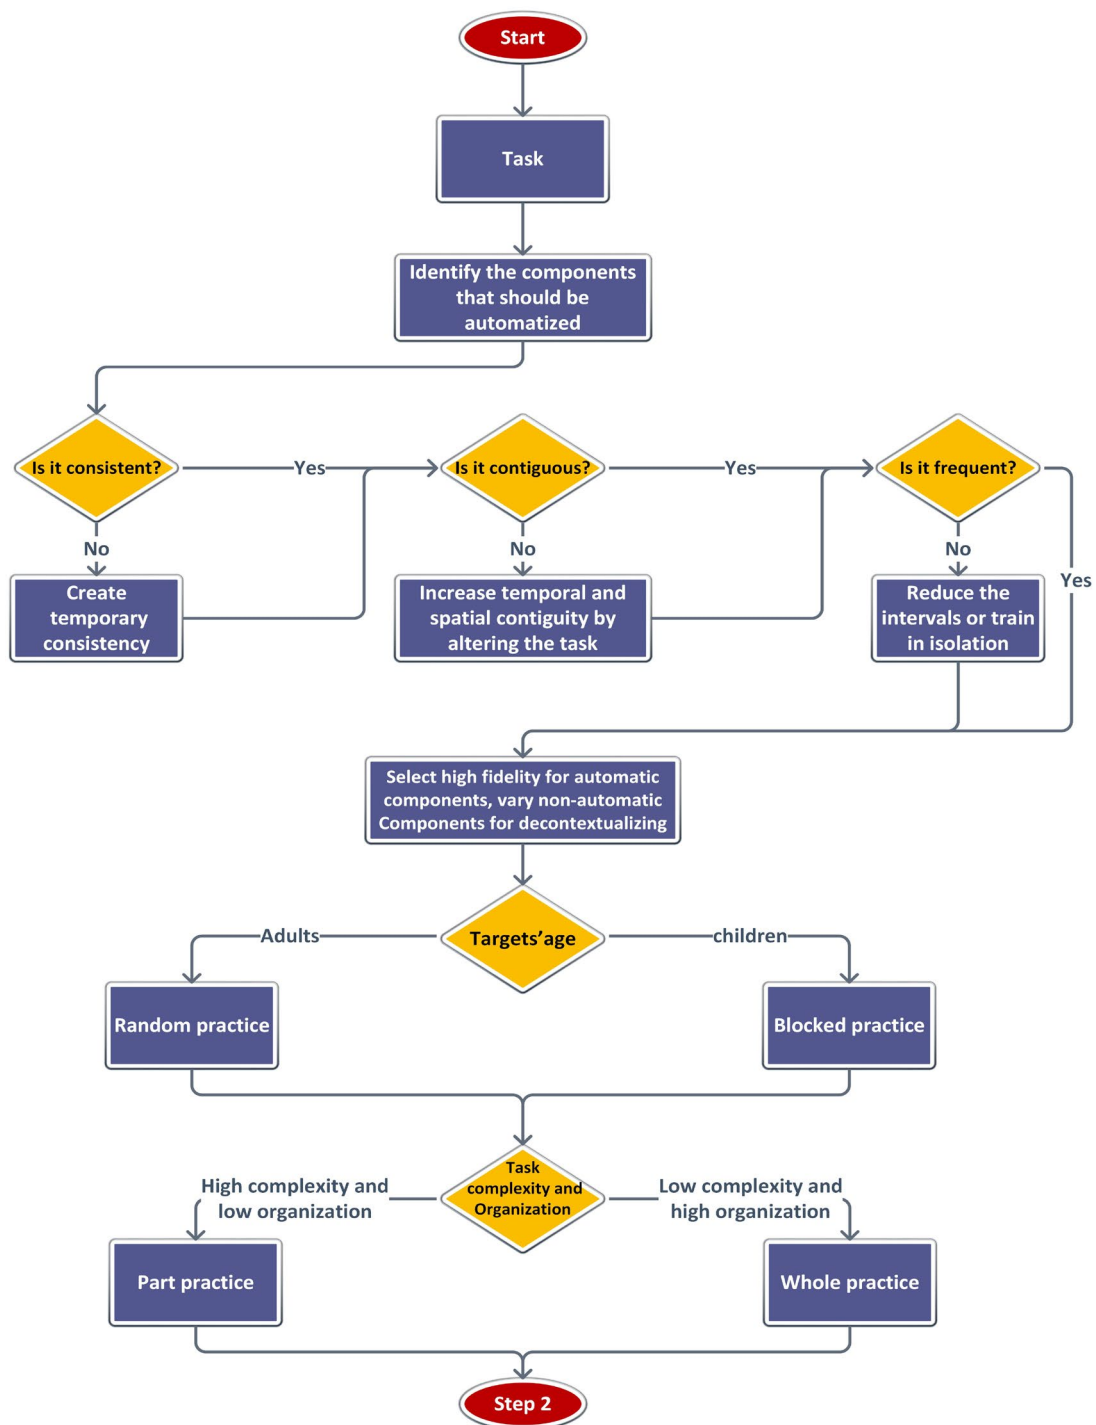 Start
Task
Identify the components
that should be
automatized
Is it consistent?
Yes
Is it contiguous?
Yes
Is it frequent?
No
No
No
Yes
Create
temporary
consistency
Increase temporal and
spatial contiguity by
altering the task
Reduce the
intervals or train
in isolation
Select high fidelity for automatic
components, vary non-automatic
Components for decontextualizing
Adults
Targets’age
children
Random practice
Blocked practice
High complexity and
low organization
Task
complexity and
Organization
Low complexity and
high organization
Part practice
Whole practice
Step 2